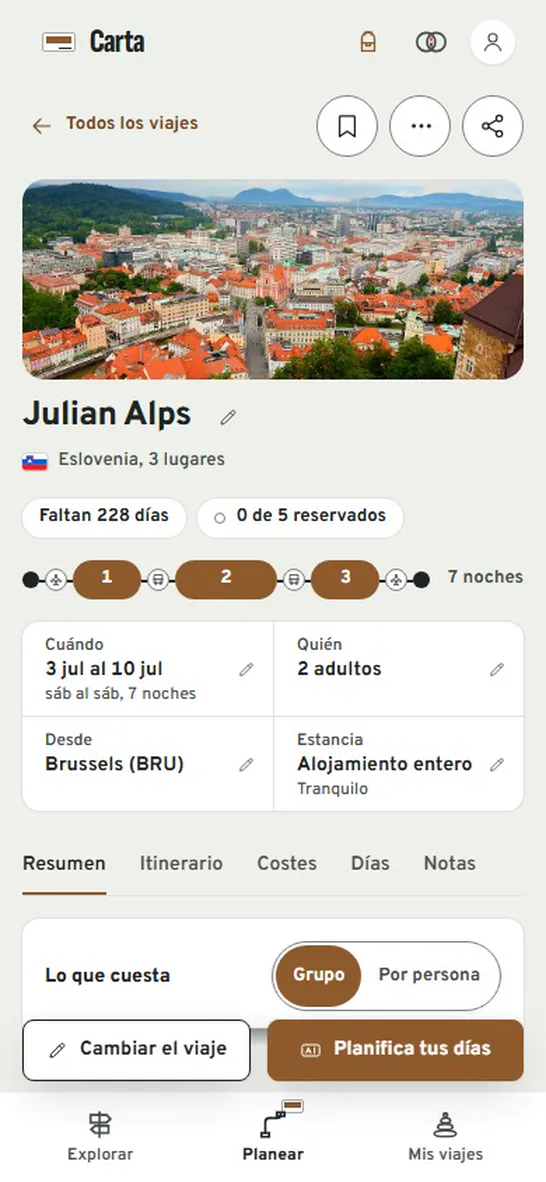 Carta
Todos los viajes
Julian Alps
Eslovenia, 3 lugares
Faltan 228 días
0 de 5 reservados
1 2 3 7 noches
Cuándo
3 jul al 10 jul
sáb al sáb, 7 noches
Quién
2 adultos
Desde
Brussels (BRU)
Estancia
Alojamiento entero
Tranquilo
Resumen Itinerario Costes Días Notas
Lo que cuesta
Grupo Por persona
Cambiar el viaje
AI Planifica tus días
Explorar Planear Mis viajes